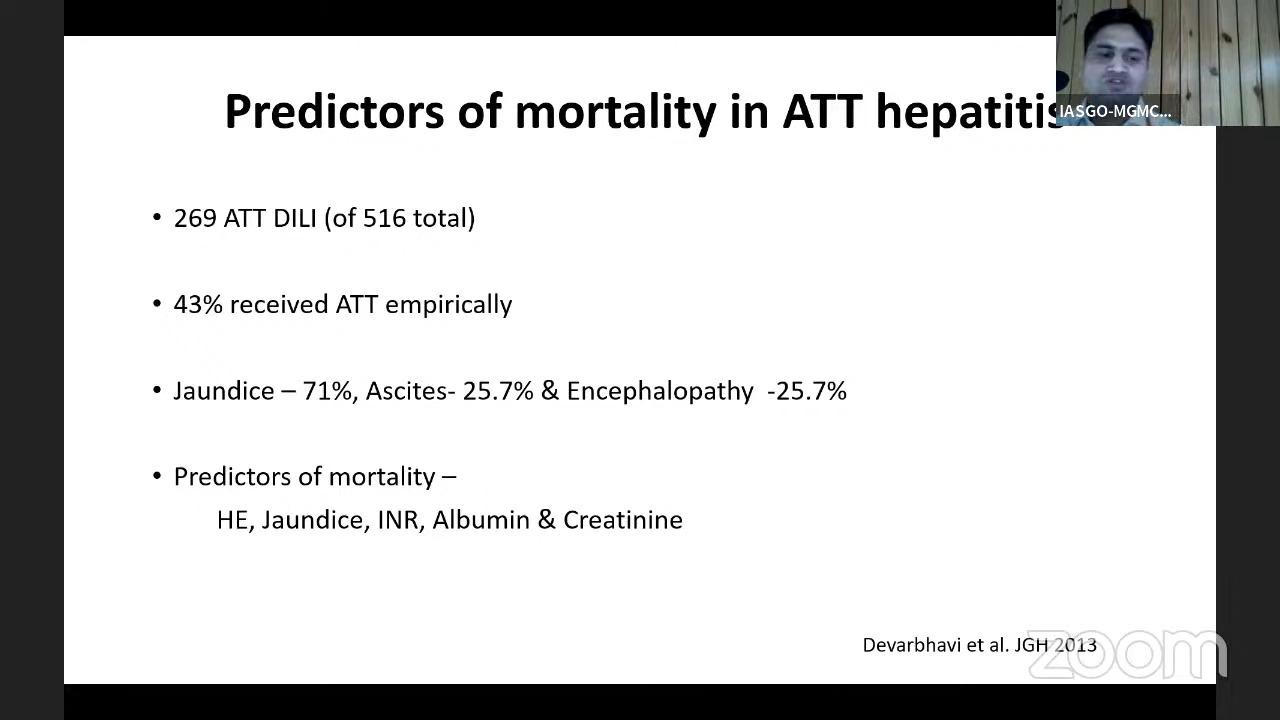 Predictors of mortality in ATT hepatitis
IASGO-MGMC...
• 269 ATT DILI (of 516 total)
• 43% received ATT empirically
• Jaundice – 71%, Ascites- 25.7% & Encephalopathy -25.7%
• Predictors of mortality –
HE, Jaundice, INR, Albumin & Creatinine
Devarbhavi et al. JGH 2013
zoom